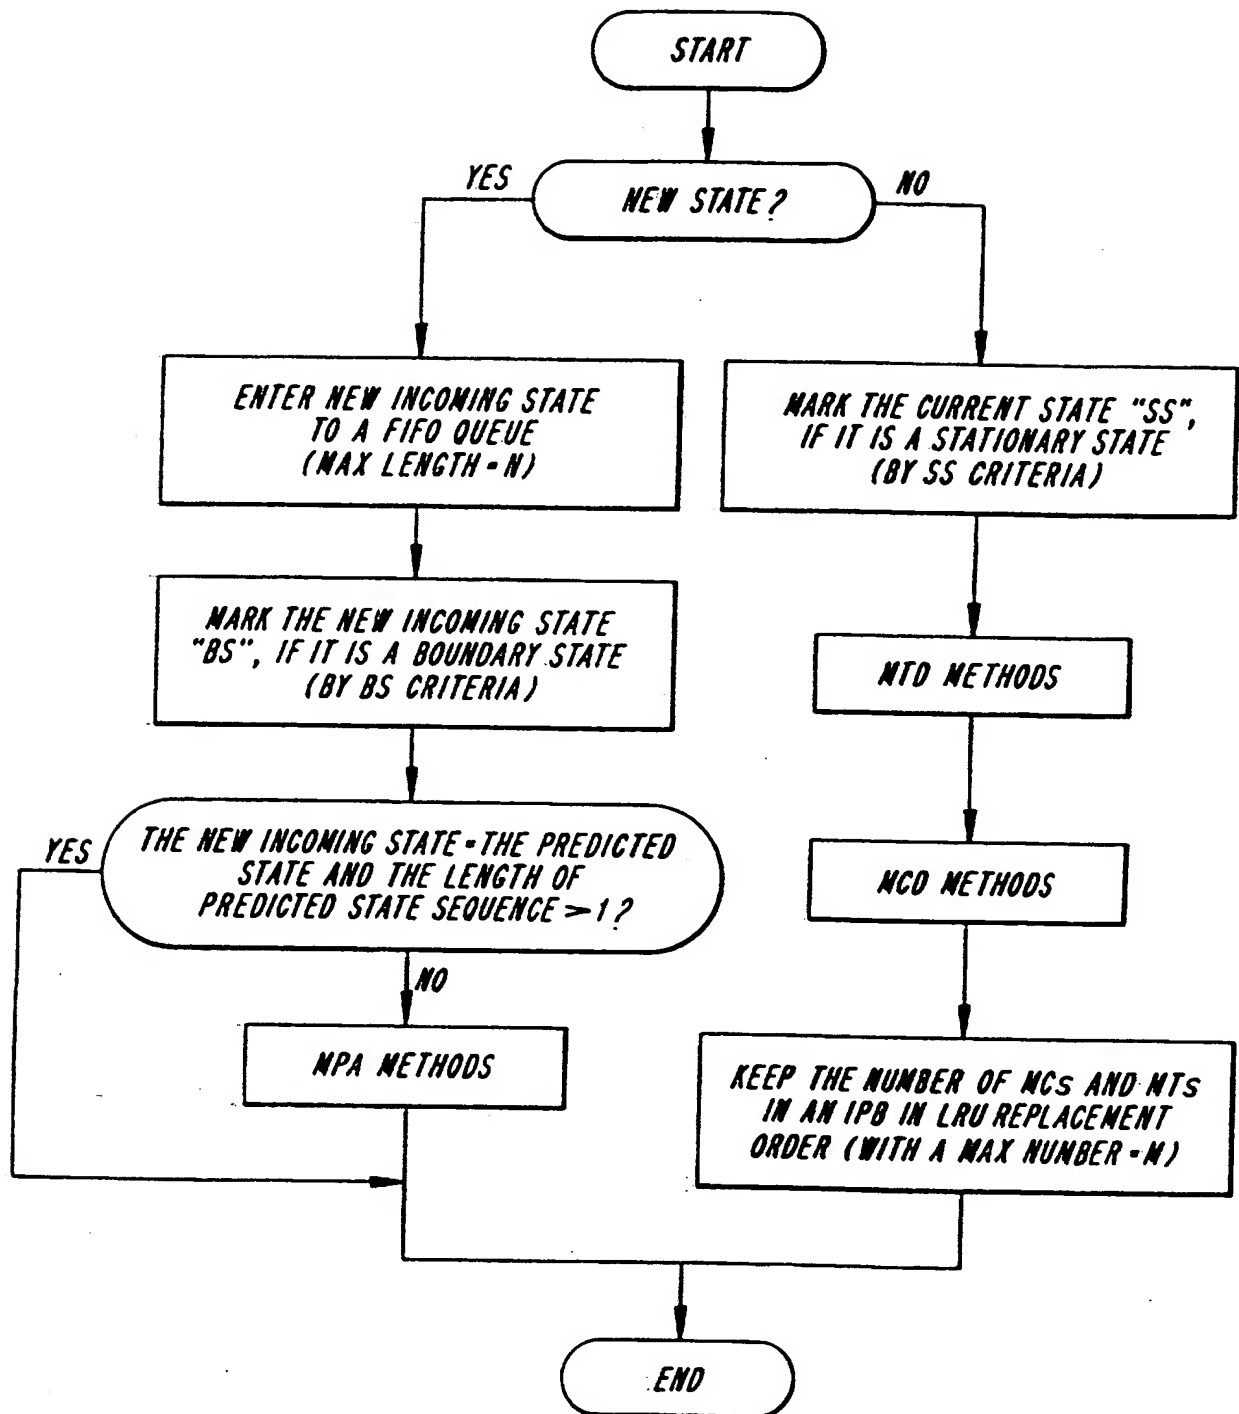 START
YES
NEW STATE?
NO
ENTER NEW INCOMING STATE
TO A FIFO QUEUE
(MAX LENGTH = N)
MARK THE CURRENT STATE "SS",
IF IT IS A STATIONARY STATE
(BY SS CRITERIA)
MARK THE NEW INCOMING STATE
"BS", IF IT IS A BOUNDARY STATE
(BY BS CRITERIA)
MTD METHODS
YES
THE NEW INCOMING STATE = THE PREDICTED
STATE AND THE LENGTH OF
PREDICTED STATE SEQUENCE >1?
MCD METHODS
NO
MPA METHODS
KEEP THE NUMBER OF MCs AND MTs
IN AN IPB IN LRU REPLACEMENT
ORDER (WITH A MAX NUMBER = M)
END